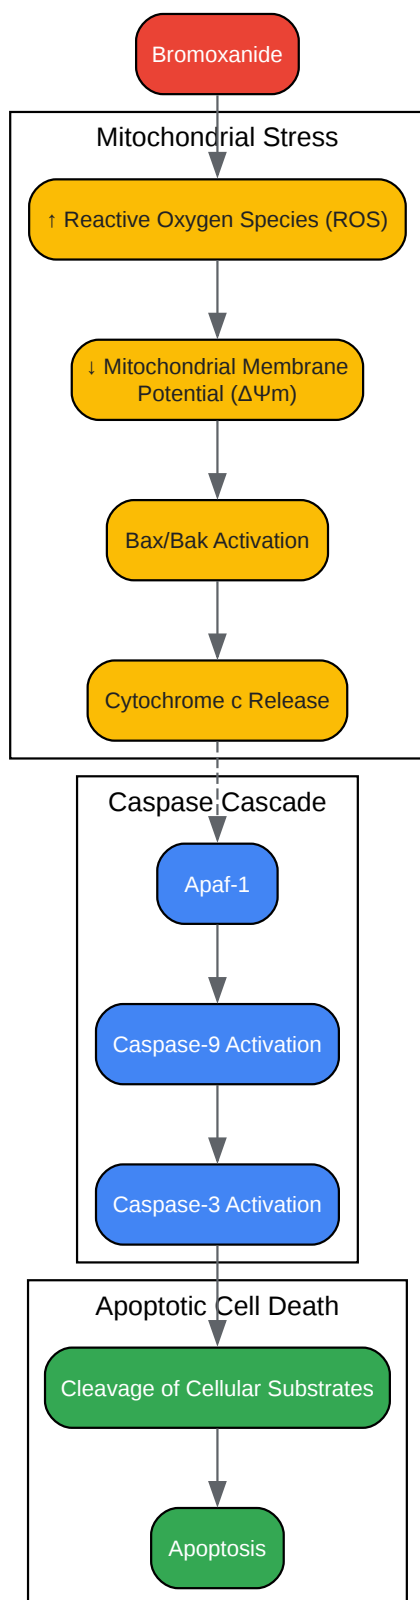 Bromoxanide
Mitochondrial Stress
↑ Reactive Oxygen Species (ROS)
↓ Mitochondrial Membrane
Potential (ΔΨm)
Bax/Bak Activation
Cytochrome c Release
Caspase Cascade
Apaf-1
Caspase-9 Activation
Caspase-3 Activation
Apoptotic Cell Death
Cleavage of Cellular Substrates
Apoptosis